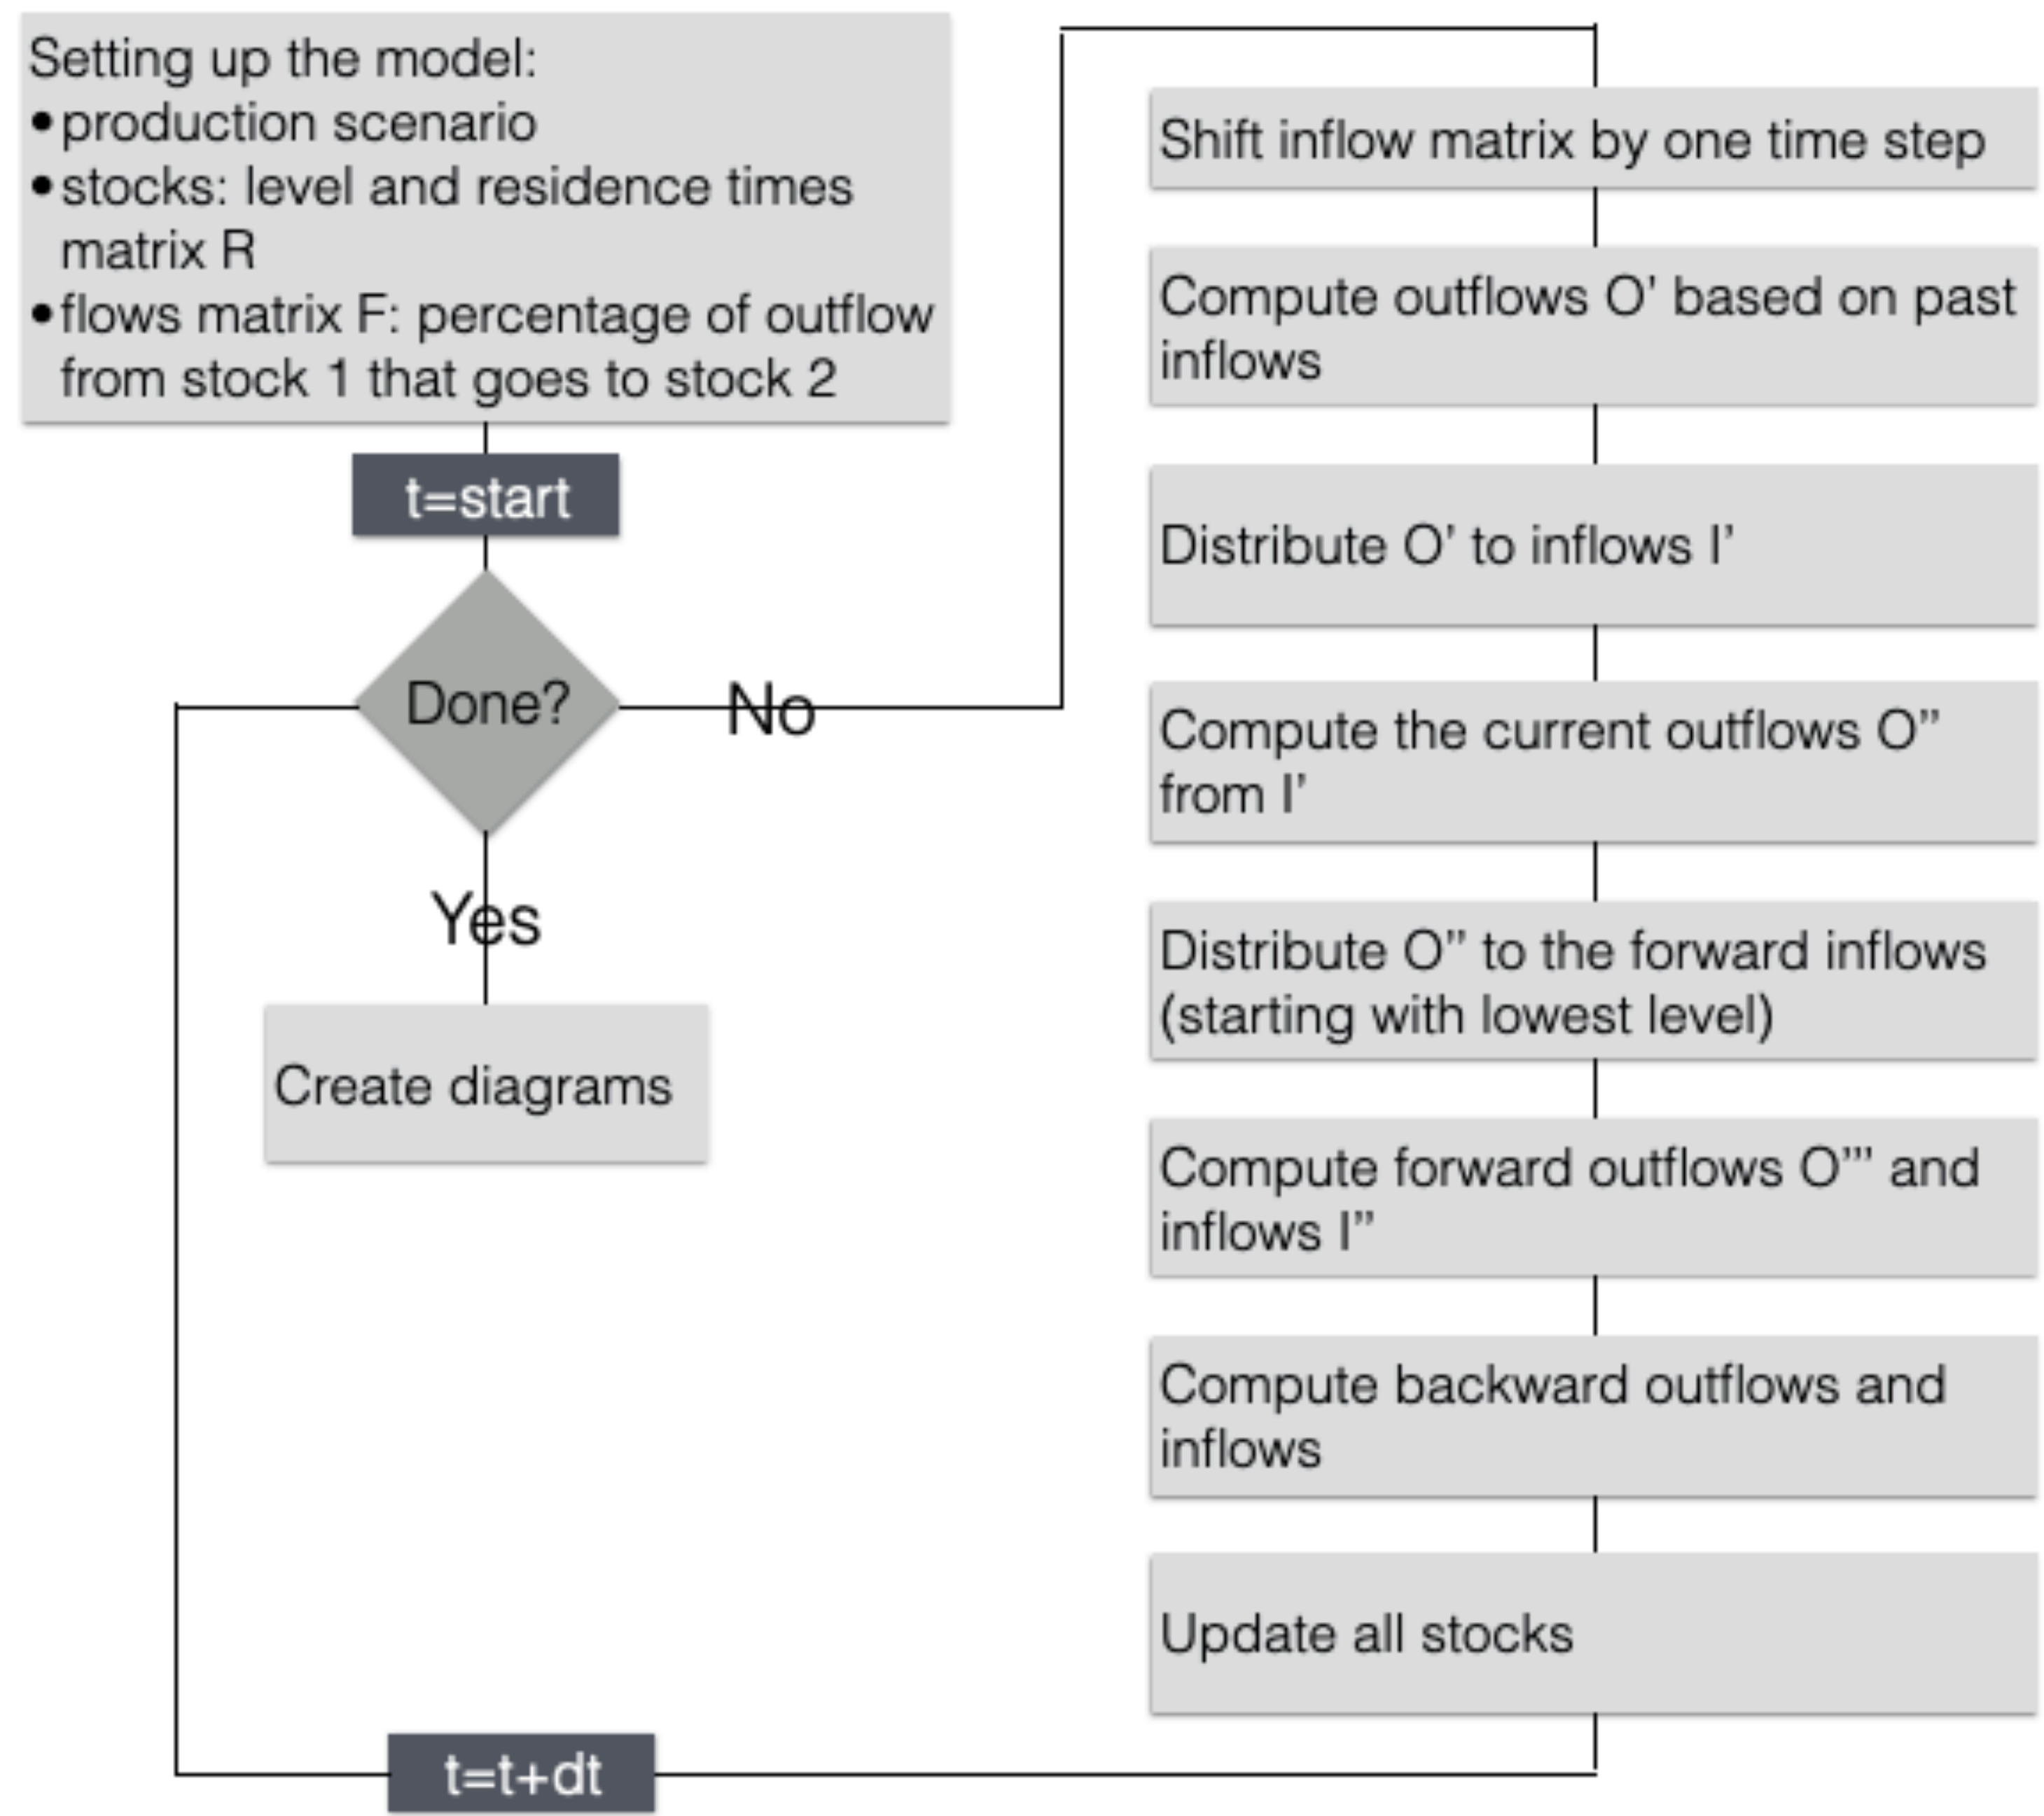 Setting up the model:
•production scenario
•stocks: level and residence times
matrix R
•flows matrix F: percentage of outflow
from stock 1 that goes to stock 2
t=start
Done?
No
Yes
Create diagrams
Shift inflow matrix by one time step
Compute outflows O’ based on past
inflows
Distribute O’ to inflows I’
Compute the current outflows O’’
from I’
Distribute O’’ to the forward inflows
(starting with lowest level)
Compute forward outflows O’’’ and
inflows I’’
Compute backward outflows and
inflows
Update all stocks
t=t+dt